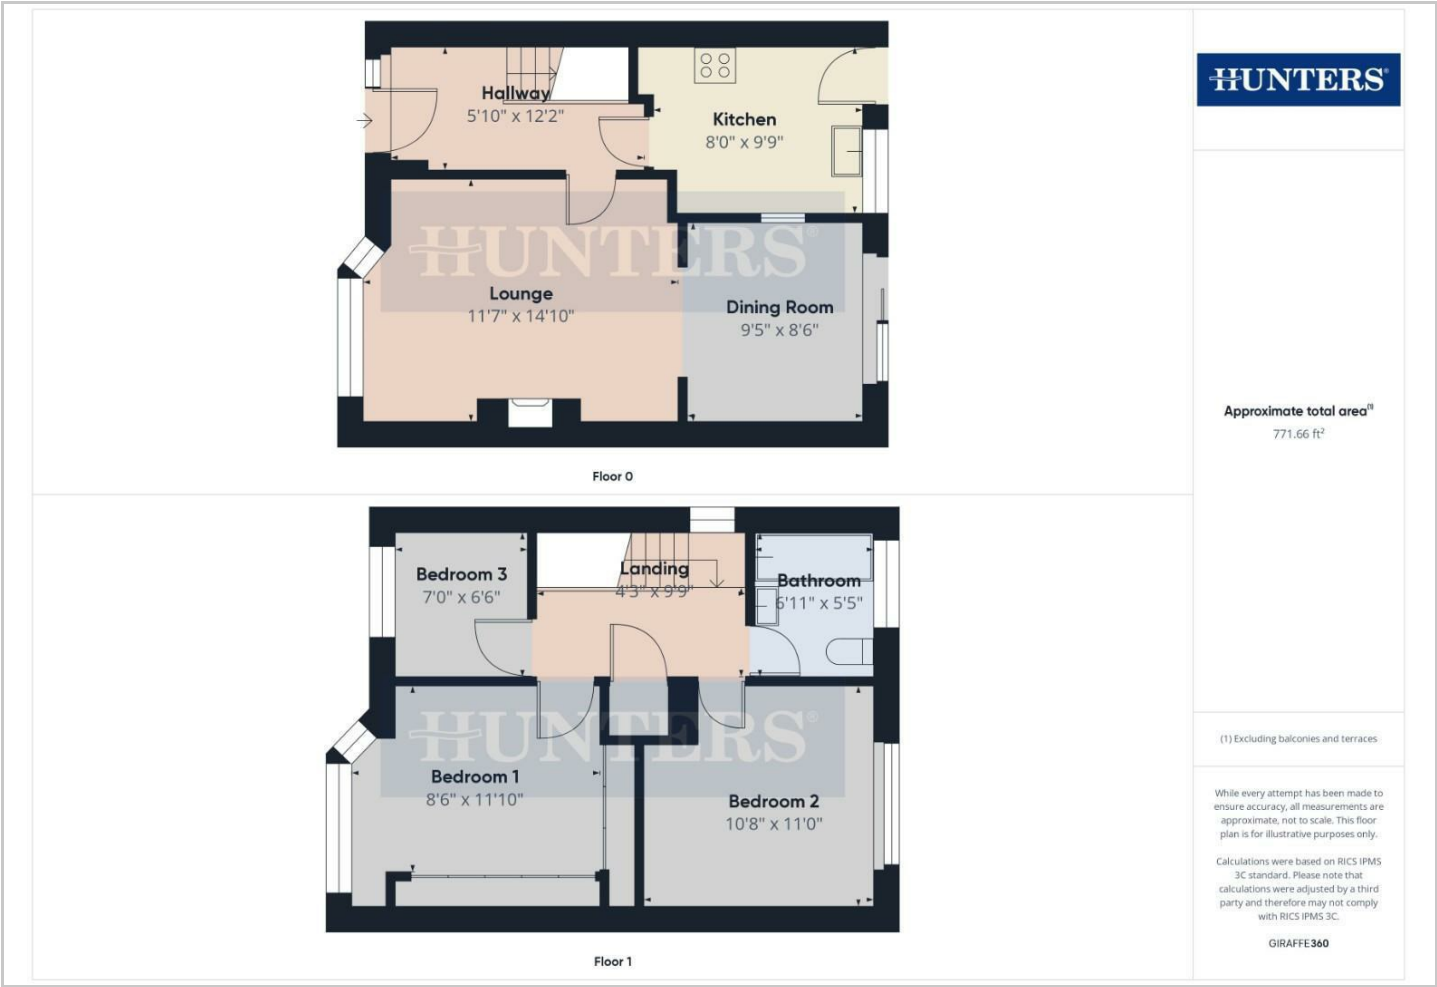 Hallway
5'10" x 12'2"
Kitchen
8'0" x 9'9"
HUNTERS®
Lounge
11'7" x 14'10"
Dining Room
9'5" x 8'6"
Floor 0
Landing
4'3" x 9'9"
Bedroom 3
7'0" x 6'6"
Bathroom
6'11" x 5'5"
HUNTERS®
Bedroom 1
8'6" x 11'10"
Bedroom 2
10'8" x 11'0"
Floor 1
HUNTERS®
Approximate total area(1)
771.66 ft²
(1) Excluding balconies and terraces
While every attempt has been made to
ensure accuracy, all measurements are
approximate, not to scale. This floor
plan is for illustrative purposes only.
Calculations were based on RICS IPMS
3C standard. Please note that
calculations were adjusted by a third
party and therefore may not comply
with RICS IPMS 3C.
GIRAFFE360